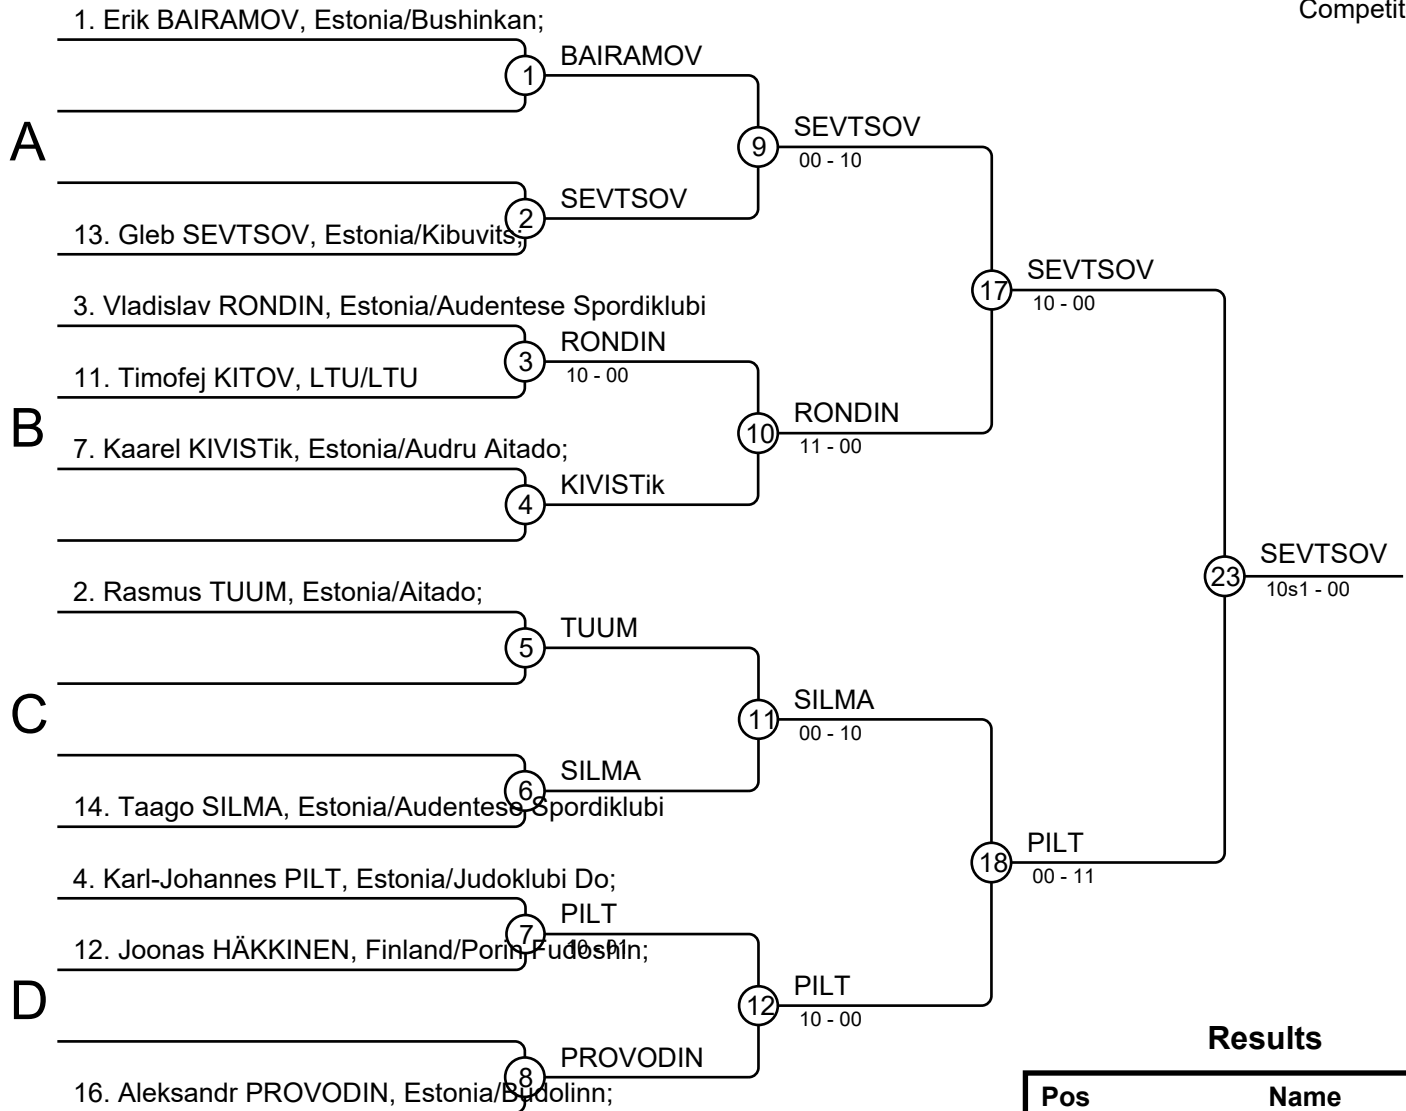 Competit
1. Erik BAIRAMOV, Estonia/Bushinkan;
1
BAIRAMOV
A
9
SEVTSOV
00 - 10
2
SEVTSOV
13. Gleb SEVTSOV, Estonia/Kibuvits;
17
SEVTSOV
10 - 00
3. Vladislav RONDIN, Estonia/Audentese Spordiklubi
3
RONDIN
10 - 00
11. Timofej KITOV, LTU/LTU
B
10
RONDIN
11 - 00
7. Kaarel KIVISTik, Estonia/Audru Aitado;
4
KIVISTik
23
SEVTSOV
10s1 - 00
2. Rasmus TUUM, Estonia/Aitado;
5
TUUM
C
11
SILMA
00 - 10
6
SILMA
14. Taago SILMA, Estonia/Audentese Spordiklubi
18
PILT
00 - 11
4. Karl-Johannes PILT, Estonia/Judoklubi Do;
7
PILT
10 - 01
12. Joonas HÄKKINEN, Finland/Porin Fudoshin;
D
12
PILT
10 - 00
8
PROVODIN
16. Aleksandr PROVODIN, Estonia/Budolinn;
Results
Pos Name